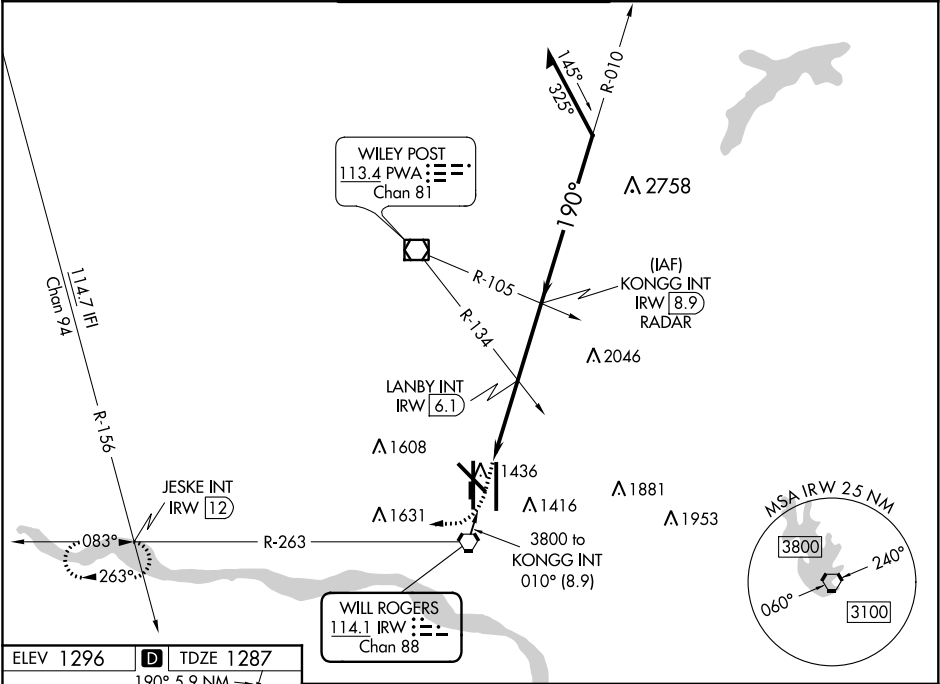 145°
325°
R-010
WILEY POST
113.4 PWA
Chan 81
2758
190°
R-105
(IAF)
KONGG INT
IRW 8.9
RADAR
114.7 IFI
Chan 94
R-134
2046
LANBY INT
IRW 6.1
R-156
1608
1436
JESKE INT
IRW 12
1631
1416
1881
1953
MSA IRW 25 NM
3800
240°
060°
3100
083°
R-263
263°
3800 to
KONGG INT
010° (8.9)
WILL ROGERS
114.1 IRW
Chan 88
ELEV 1296 D TDZE 1287
190° 5.9 NM